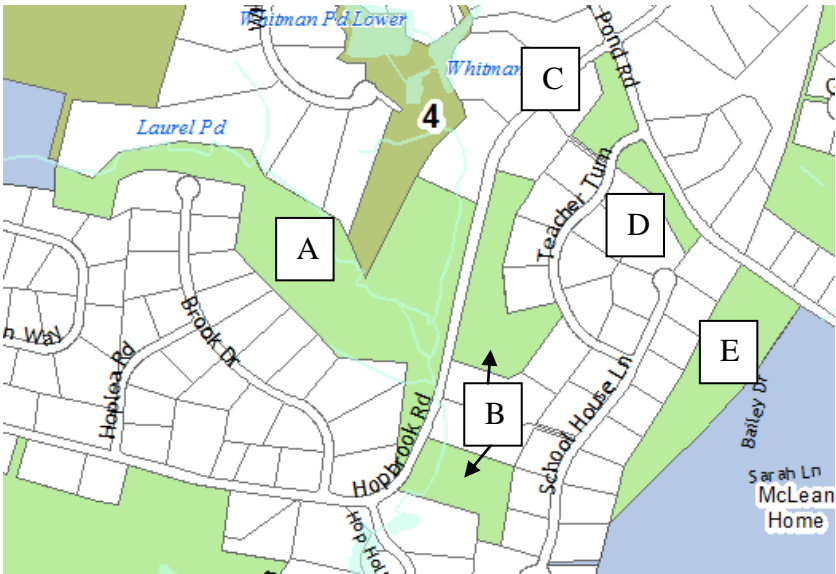 Whitman Pd Lower
Whitman
C
Pond Rd
4
Laurel Pd
Teacher Turn
D
A
n Way
Brook Dr
Hoplea Rd
E
B
School House Ln
Bailey Dr
Hopbrook Rd
Sarah Ln
McLean
Home